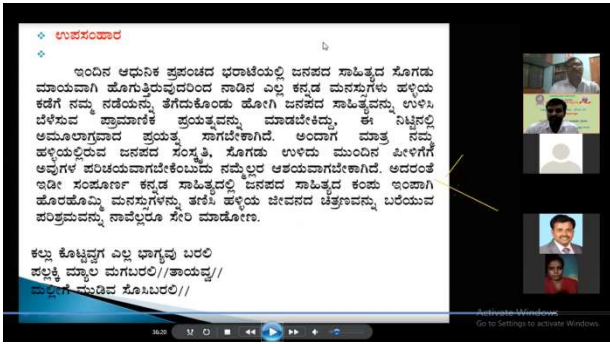 ಉಪಸಂಹಾರ
ಇಂದಿನ ಆಧುನಿಕ ಪ್ರಪಂಚದ ಭರಾಟೆಯಲ್ಲಿ ಜನಪದ ಸಾಹಿತ್ಯದ ಸೊಗಡು
ಮಾಯವಾಗಿ ಹೊಗುತ್ತಿರುವುದರಿಂದ ನಾಡಿನ ಎಲ್ಲ ಕನ್ನಡ ಮನಸ್ಸುಗಳು ಹಳ್ಳಿಯ
ಕಡೆಗೆ ನಮ್ಮ ನಡೆಯನ್ನು ತೆಗೆದುಕೊಂಡು ಹೋಗಿ ಜನಪದ ಸಾಹಿತ್ಯವನ್ನು ಉಳಿಸಿ
ಬೆಳೆಸುವ ಪ್ರಾಮಾಣಿಕ ಪ್ರಯತ್ನವನ್ನು ಮಾಡಬೇಕಿದ್ದು, ಈ ನಿಟ್ಟಿನಲ್ಲಿ
ಅಮೂಲಾಗ್ರವಾದ ಪ್ರಯತ್ನ ಸಾಗಬೇಕಾಗಿದೆ. ಅಂದಾಗ ಮಾತ್ರ ನಮ್ಮ
ಹಳ್ಳಿಯಲ್ಲಿರುವ ಜನಪದ ಸಂಸ್ಕೃತಿ, ಸೊಗಡು ಉಳಿದು ಮುಂದಿನ ಪೀಳಿಗೆಗೆ
ಅವುಗಳ ಪರಿಚಯವಾಗಬೇಕೆಂಬುದು ನಮ್ಮೆಲ್ಲರ ಆಶಯವಾಗಬೇಕಾಗಿದೆ. ಅದರಂತೆ
ಇಡೀ ಸಂಪೂರ್ಣ ಕನ್ನಡ ಸಾಹಿತ್ಯದಲ್ಲಿ ಜನಪದ ಸಾಹಿತ್ಯದ ಕಂಪು ಇಂಪಾಗಿ
ಹೊರಹೊಮ್ಮಿ ಮನಸ್ಸುಗಳನ್ನು ತಣಿಸಿ ಹಳ್ಳಿಯ ಜೀವನದ ಚಿತ್ರಣವನ್ನು ಬರೆಯುವ
ಪರಿಶ್ರಮವನ್ನು ನಾವೆಲ್ಲರೂ ಸೇರಿ ಮಾಡೋಣ.
ಕಲ್ಲು ಕೊಟ್ಟವ್ವಗ ಎಲ್ಲ ಭಾಗ್ಯವು ಬರಲಿ
ಪಲ್ಲಕ್ಕಿ ಮ್ಯಾಲ ಮಗಬರಲಿ//ತಾಯವ್ವ//
ಮಲ್ಲಿಗೆ ಮುಡಿವ ಸೊಸಿಬರಲಿ//
Activate Windows
Go to Settings to activate Windows.
36:20